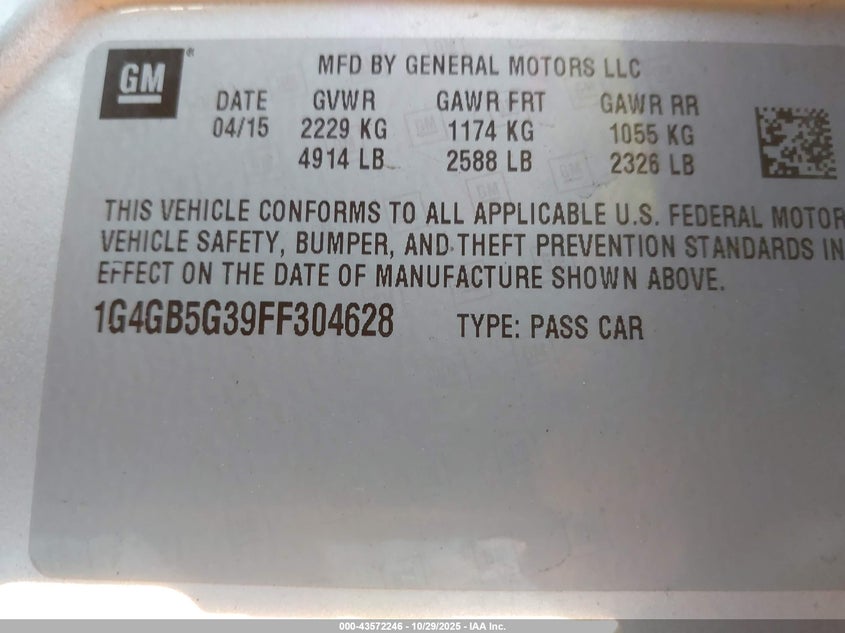 GM
MFD BY GENERAL MOTORS LLC
DATE GVWR GAWR FRT GAWR RR
04/15 2229 KG 1174 KG 1055 KG
4914 LB 2588 LB 2326 LB
THIS VEHICLE CONFORMS TO ALL APPLICABLE U.S. FEDERAL MOTOR
VEHICLE SAFETY, BUMPER, AND THEFT PREVENTION STANDARDS IN
EFFECT ON THE DATE OF MANUFACTURE SHOWN ABOVE.
1G4GB5G39FF304628 TYPE: PASS CAR
000-43572246 - 10/29/2025 - IAA Inc.